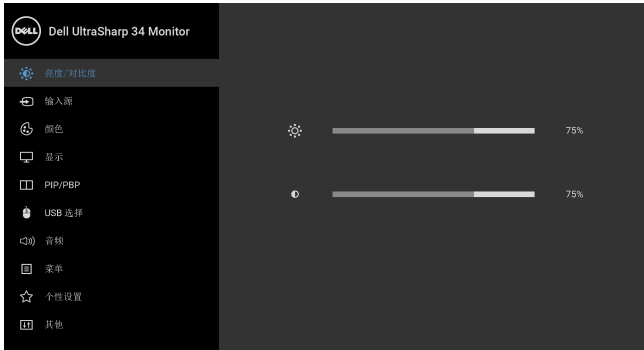 DELL
Dell UltraSharp 34 Monitor
亮度/对比度
输入源
颜色
显示
PIP/PBP
USB 选择
音频
菜单
个性设置
其他
75%
75%